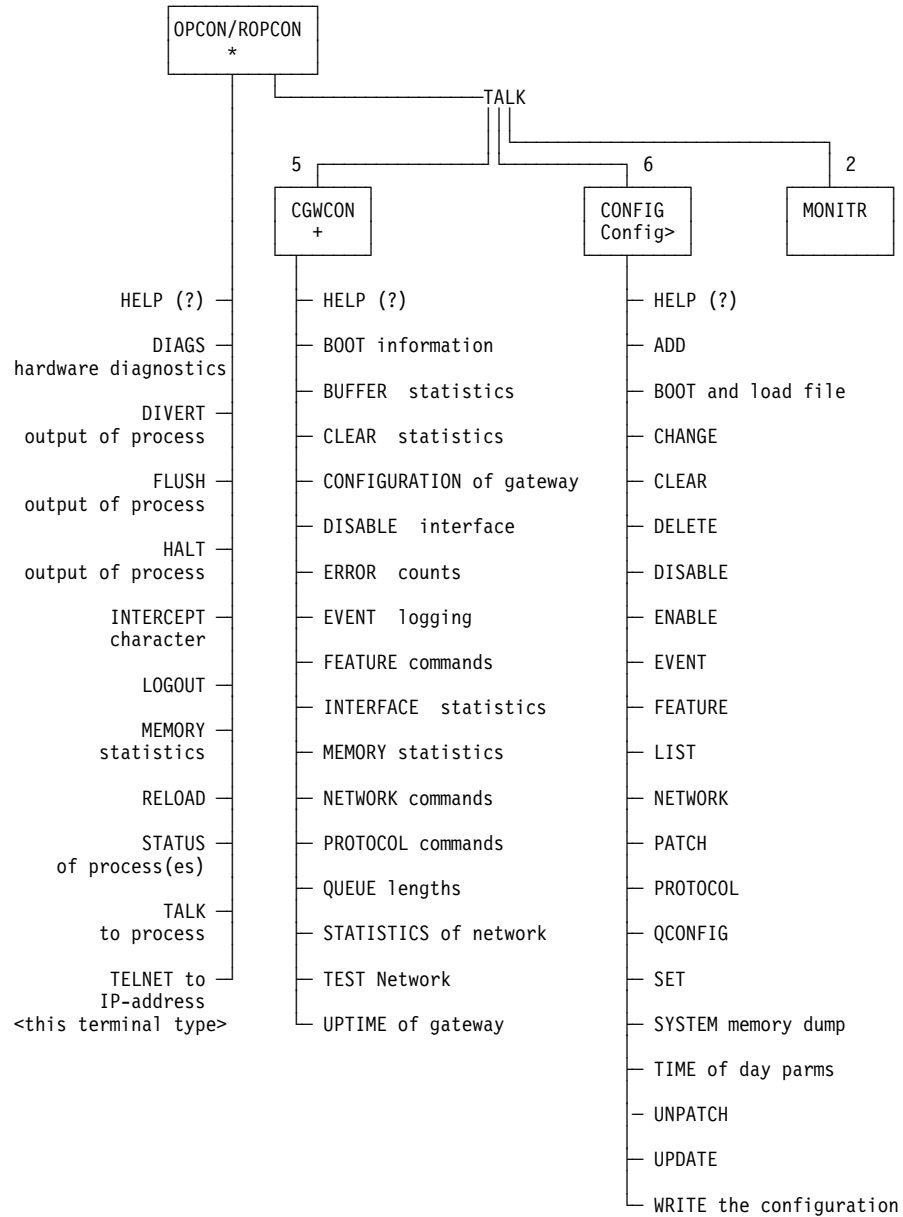 OPCON/ROPCON
*
TALK
5
6
2
CGWCON
+
CONFIG
Config>
MONITR
HELP (?)
DIAGS
hardware diagnostics
DIVERT
output of process
FLUSH
output of process
HALT
output of process
INTERCEPT
character
LOGOUT
MEMORY
statistics
RELOAD
STATUS
of process(es)
TALK
to process
TELNET to
IP-address
<this terminal type>
HELP (?)
BOOT information
BUFFER statistics
CLEAR statistics
CONFIGURATION of gateway
DISABLE interface
ERROR counts
EVENT logging
FEATURE commands
INTERFACE statistics
MEMORY statistics
NETWORK commands
PROTOCOL commands
QUEUE lengths
STATISTICS of network
TEST Network
UPTIME of gateway
HELP (?)
ADD
BOOT and load file
CHANGE
CLEAR
DELETE
DISABLE
ENABLE
EVENT
FEATURE
LIST
NETWORK
PATCH
PROTOCOL
QCONFIG
SET
SYSTEM memory dump
TIME of day parms
UNPATCH
UPDATE
WRITE the configuration